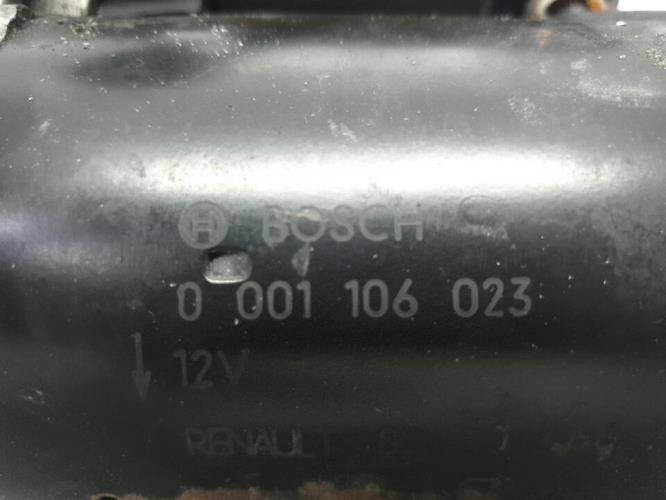 BOSCH
0 001 106 023
12V
RENAULT